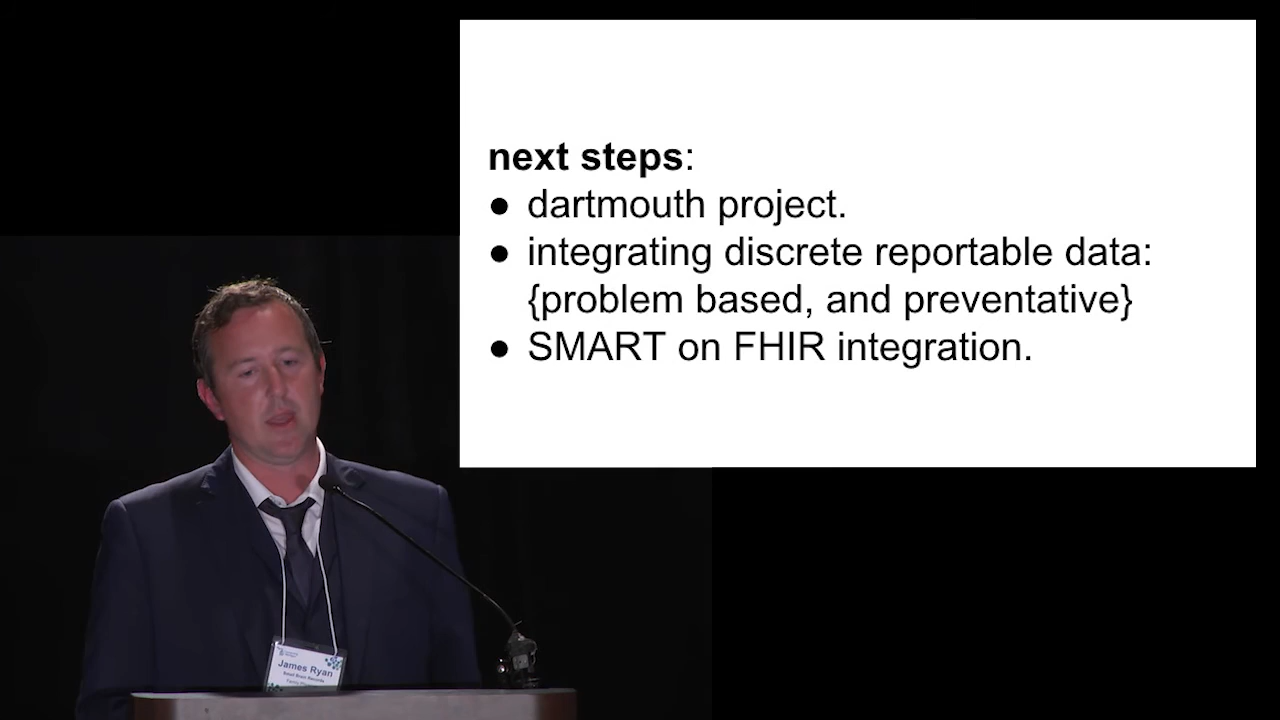 next steps:
● dartmouth project.
● integrating discrete reportable data:
{problem based, and preventative}
● SMART on FHIR integration.
James Ryan